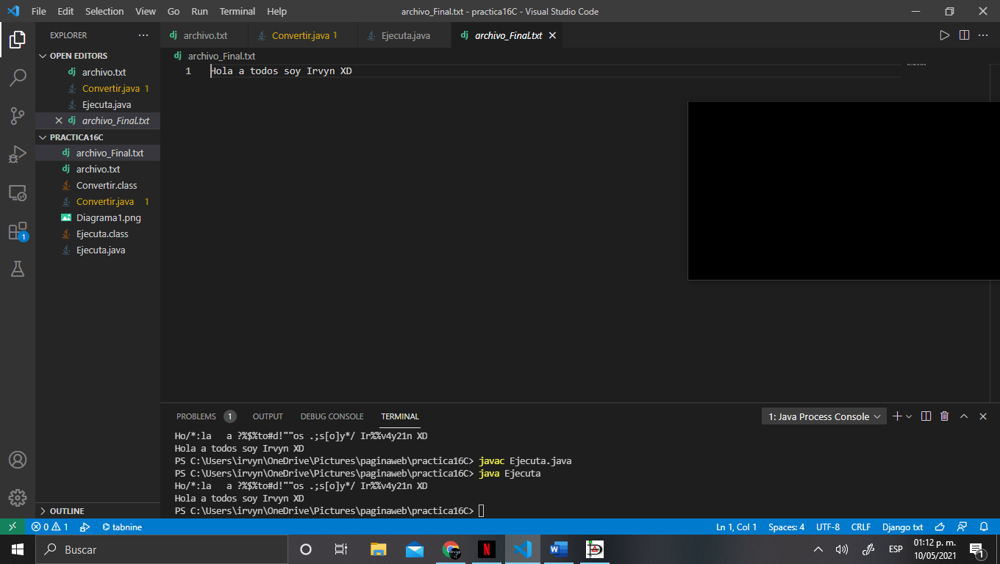 File Edit Selection View Go Run Terminal Help archivo_Final.txt - practica16C - Visual Studio Code
EXPLORER
OPEN EDITORS
archivo.txt
Convertir.java 1
Ejecuta.java
archivo_Final.txt
PRACTICA16C
archivo_Final.txt
archivo.txt
Convertir.class
Convertir.java 1
Diagrama1.png
Ejecuta.class
Ejecuta.java
OUTLINE
archivo.txt Convertir.java 1 Ejecuta.java archivo_Final.txt
archivo_Final.txt
1 Hola a todos soy Irvyn XD
PROBLEMS 1 OUTPUT DEBUG CONSOLE TERMINAL 1: Java Process Console
Ho/*:la   a ?%$%to#d!""os .;s[o]y*/ Ir%%v4y21n XD
Hola a todos soy Irvyn XD
PS C:\Users\irvyn\OneDrive\Pictures\paginaweb\practica16C> javac Ejecuta.java
PS C:\Users\irvyn\OneDrive\Pictures\paginaweb\practica16C> java Ejecuta
Ho/*:la   a ?%$%to#d!""os .;s[o]y*/ Ir%%v4y21n XD
Hola a todos soy Irvyn XD
PS C:\Users\irvyn\OneDrive\Pictures\paginaweb\practica16C>
0 1 tabnine Ln 1, Col 1 Spaces: 4 UTF-8 CRLF Django txt
Buscar ESP 01:12 p. m.
10/05/2021 1